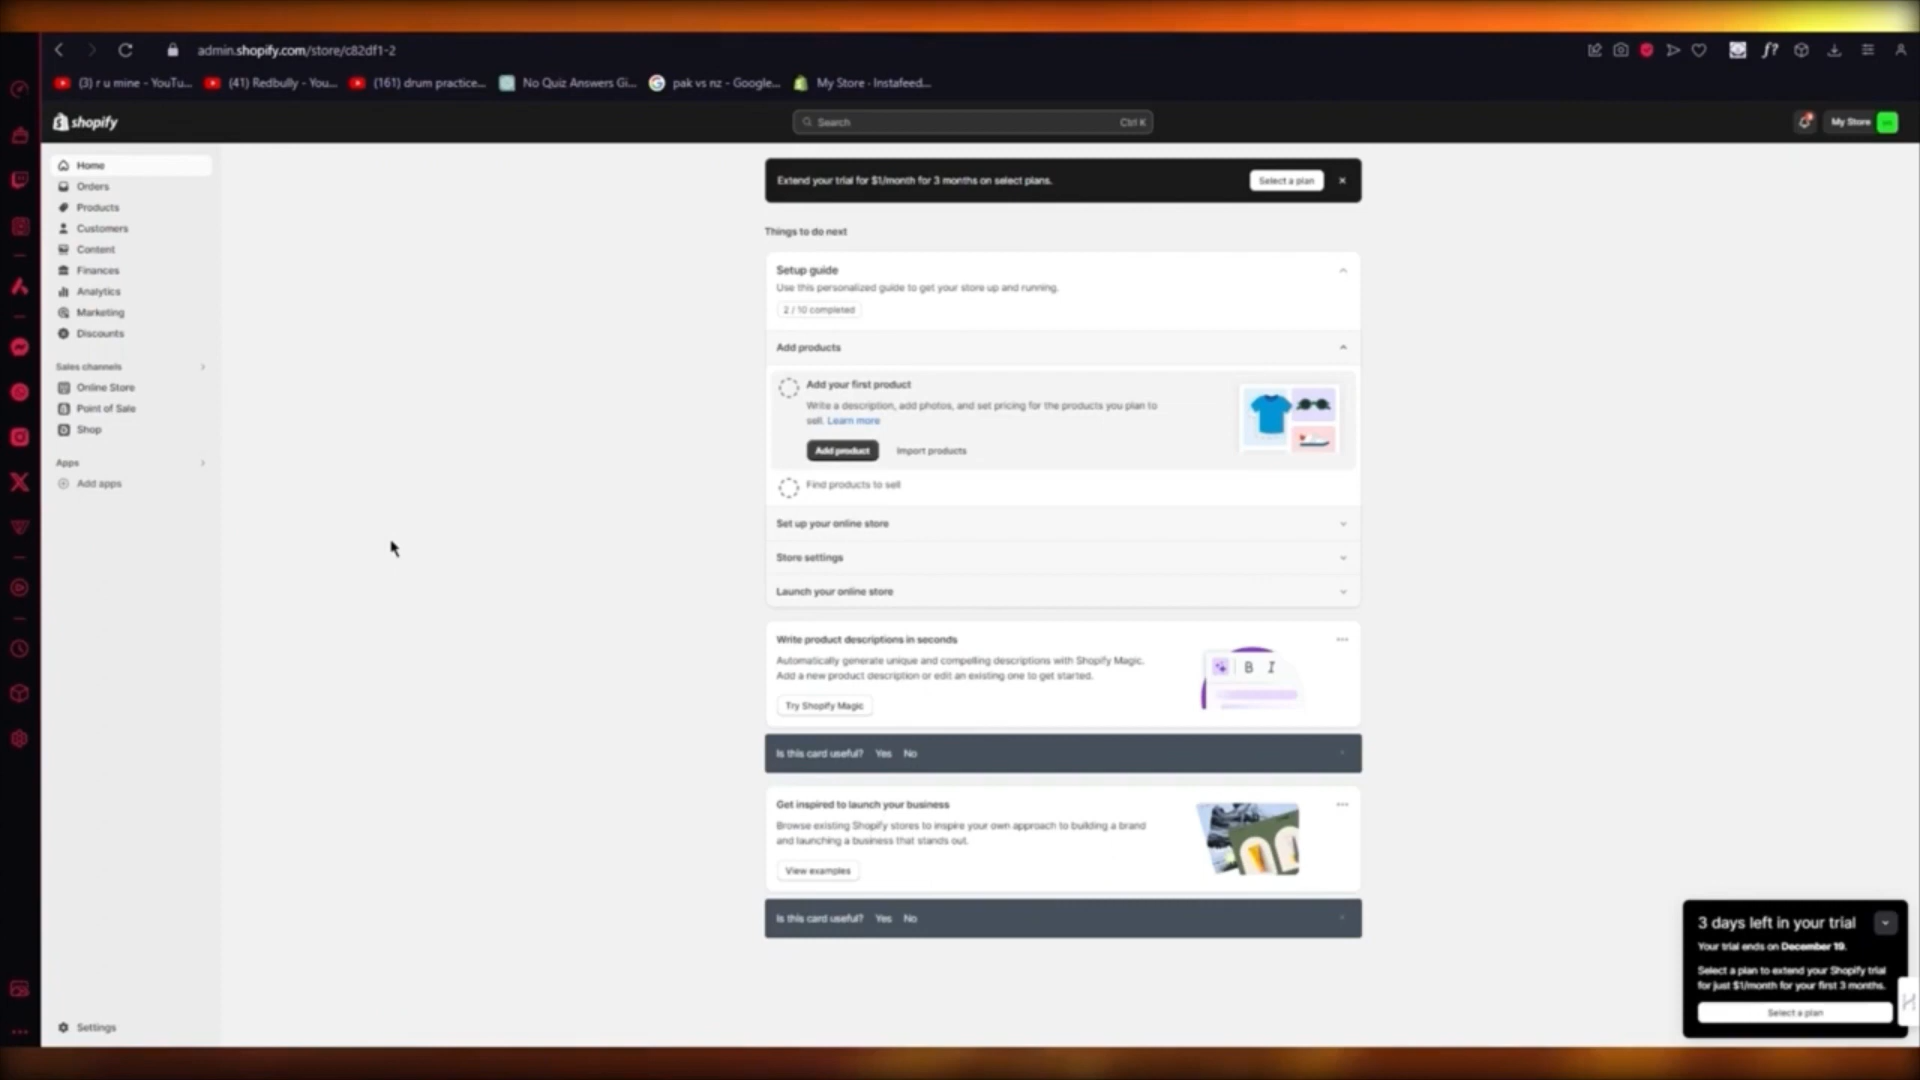 admin.shopify.com/store/c82df1-2
(3) r u mine - YouTu...
(41) Redbully - You...
(161) drum practice...
No Quiz Answers Gi...
pak vs nz - Google...
My Store · Instafeed...
shopify
Search
Ctrl K
My Store
Home
Orders
Products
Customers
Content
Finances
Analytics
Marketing
Discounts
Sales channels
Online Store
Point of Sale
Shop
Apps
Add apps
Settings
Extend your trial for $1/month for 3 months on select plans.
Select a plan
Things to do next
Setup guide
Use this personalized guide to get your store up and running.
2 / 10 completed
Add products
Add your first product
Write a description, add photos, and set pricing for the products you plan to
sell. Learn more
Add product
Import products
Find products to sell
Set up your online store
Store settings
Launch your online store
Write product descriptions in seconds
Automatically generate unique and compelling descriptions with Shopify Magic.
Add a new product description or edit an existing one to get started.
B I
Try Shopify Magic
Is this card useful? Yes No
Get inspired to launch your business
Browse existing Shopify stores to inspire your own approach to building a brand
and launching a business that stands out.
View examples
Is this card useful? Yes No
3 days left in your trial
Your trial ends on December 19.
Select a plan to extend your Shopify trial
for just $1/month for your first 3 months.
Select a plan